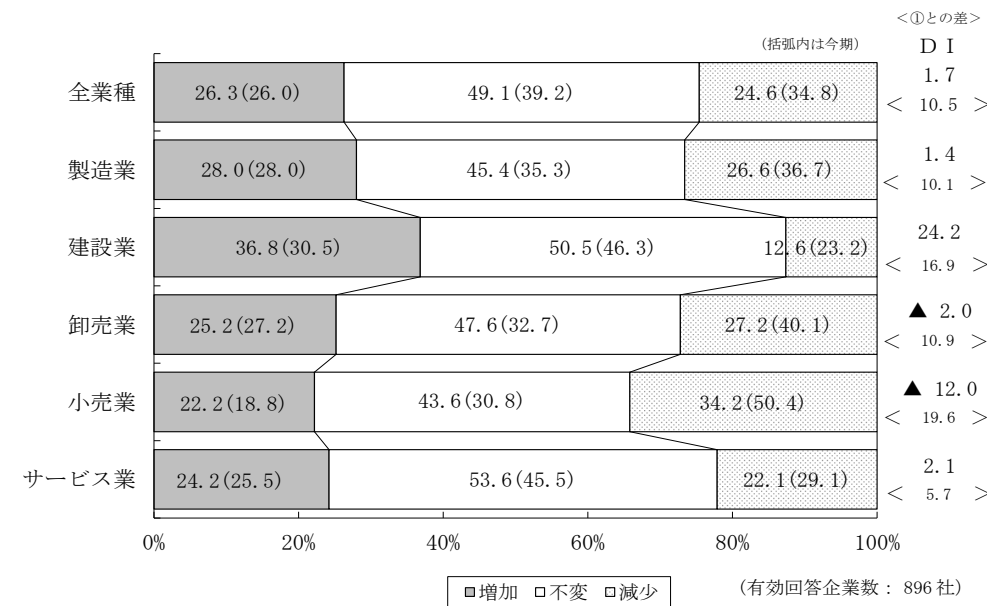 ＜①との差＞
(括弧内は今期)
ＤＩ
全業種 26.3(26.0) 49.1(39.2) 24.6(34.8) 1.7
＜ 10.5 ＞
製造業 28.0(28.0) 45.4(35.3) 26.6(36.7) 1.4
＜ 10.1 ＞
建設業 36.8(30.5) 50.5(46.3) 12.6(23.2) 24.2
＜ 16.9 ＞
卸売業 25.2(27.2) 47.6(32.7) 27.2(40.1) ▲ 2.0
＜ 10.9 ＞
小売業 22.2(18.8) 43.6(30.8) 34.2(50.4) ▲ 12.0
＜ 19.6 ＞
サービス業 24.2(25.5) 53.6(45.5) 22.1(29.1) 2.1
＜ 5.7 ＞
0% 20% 40% 60% 80% 100%
増加 不変 減少
(有効回答企業数：896社)